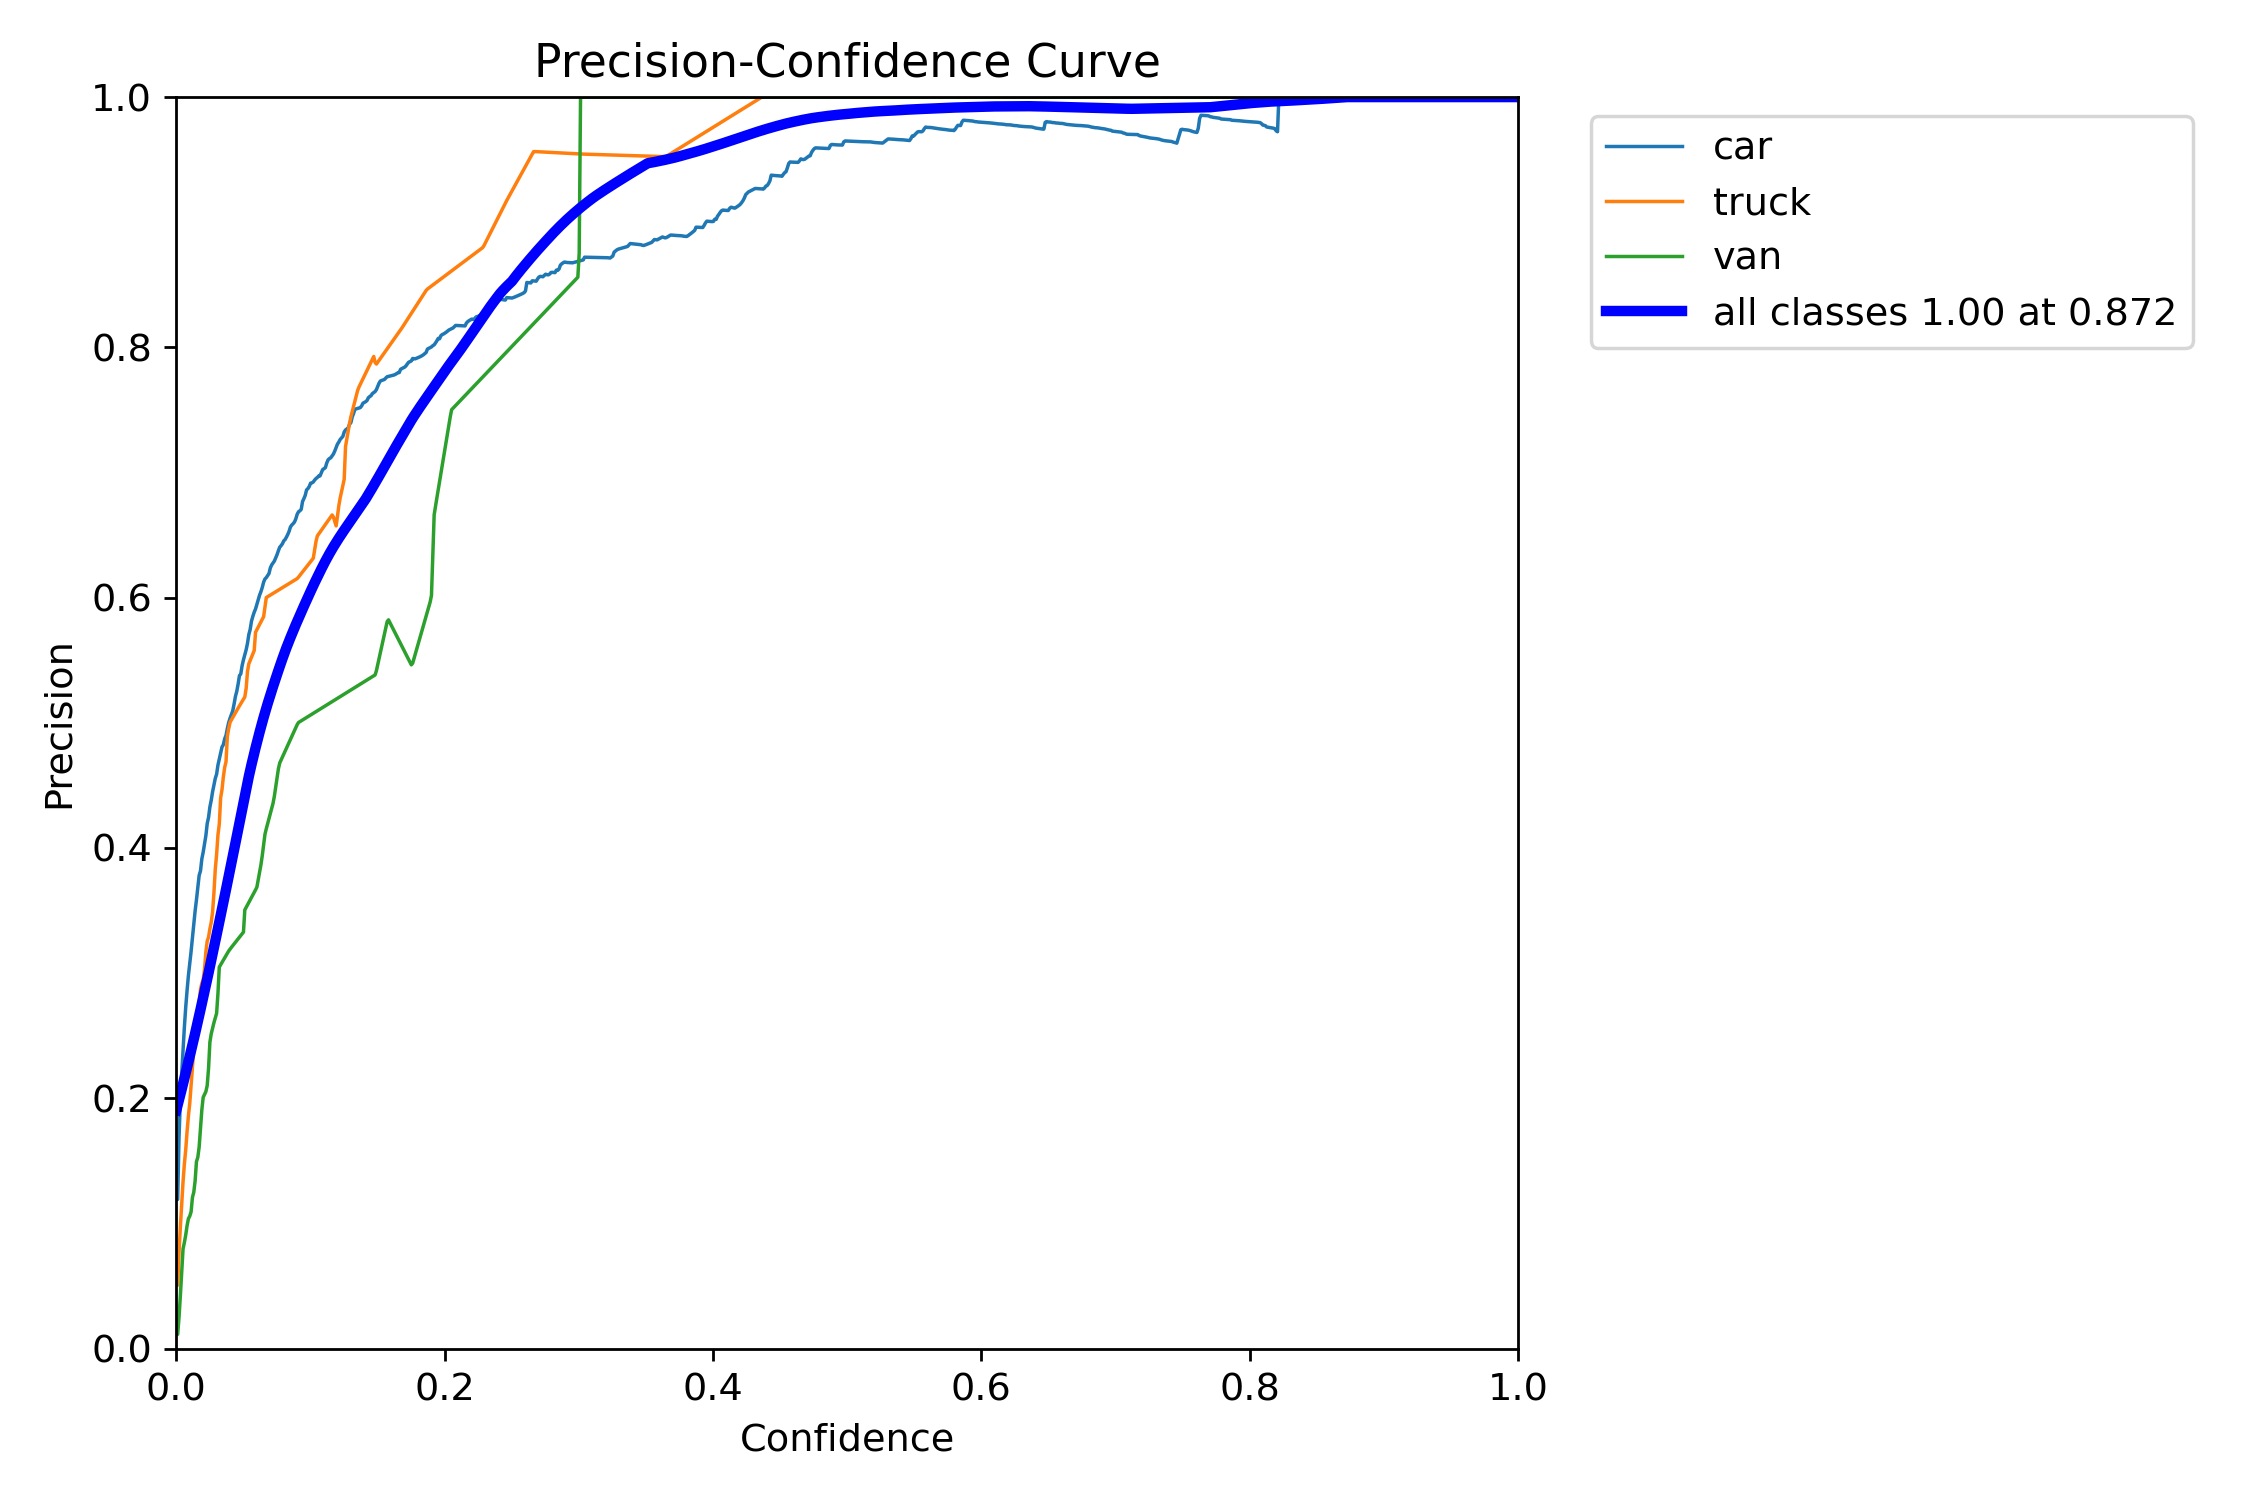 Precision-Confidence Curve
1.0
0.8
0.6
0.4
0.2
0.0
Precision
0.0 0.2 0.4 0.6 0.8 1.0
Confidence
car
truck
van
all classes 1.00 at 0.872